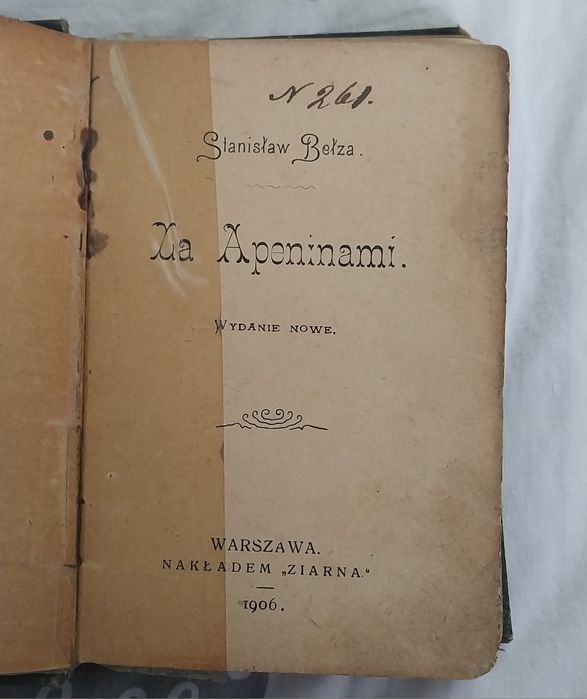 N 261.
Stanisław Bełza.
Za Apeninami.
WYDANIE NOWE.
WARSZAWA.
NAKŁADEM „ZIARNA.“
1906.